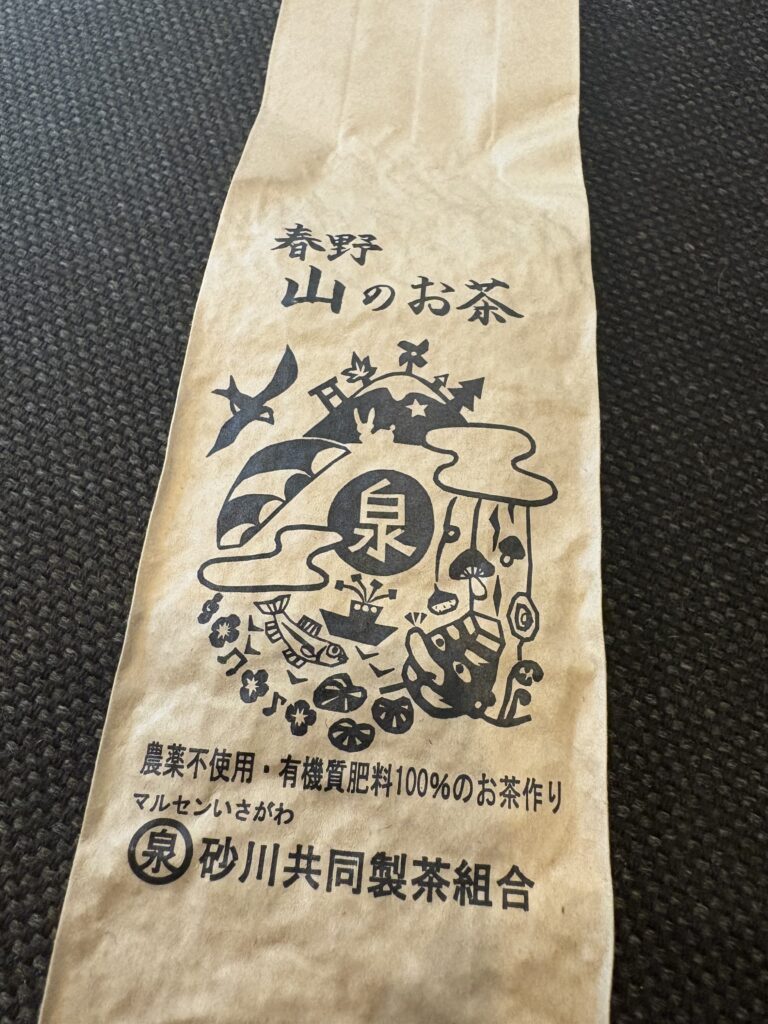 春野
山のお茶
泉
農薬不使用・有機質肥料100%のお茶作り
マルセンいさがわ
泉 砂川共同製茶組合